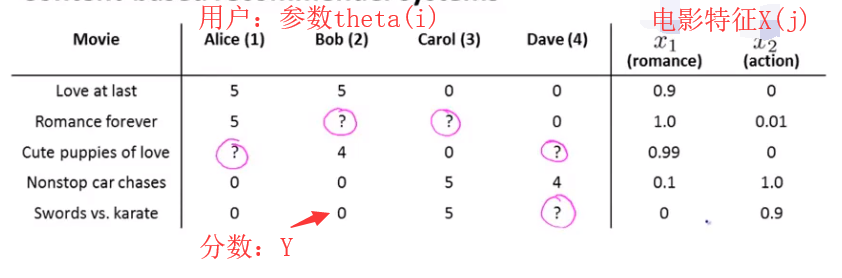 用户：参数theta(i)
电影特征X(j)
Movie Alice (1) Bob (2) Carol (3) Dave (4) x₁ (romance) x₂ (action)
Love at last 5 5 0 0 0.9 0
Romance forever 5 ? ? 0 1.0 0.01
Cute puppies of love ? 4 0 ? 0.99 0
Nonstop car chases 0 0 5 4 0.1 1.0
Swords vs. karate 0 0 5 ? 0 0.9
分数：Y